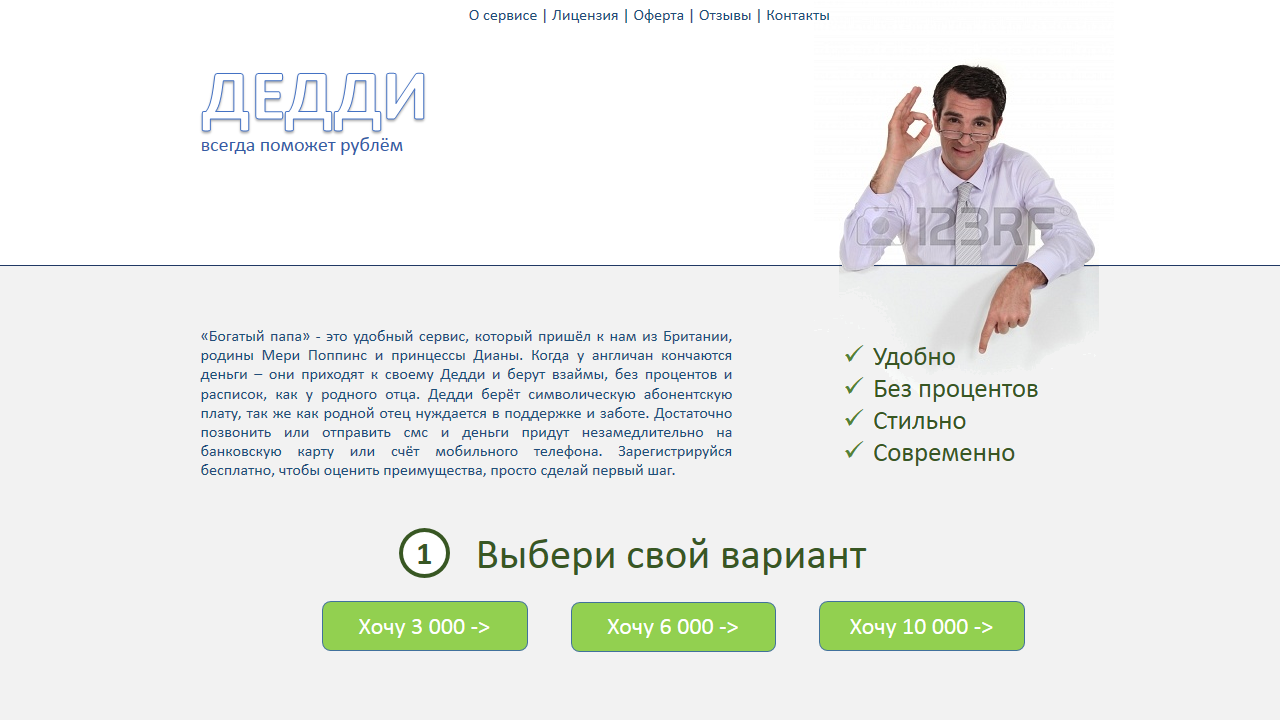 О сервисе | Лицензия | Оферта | Отзывы | Контакты
ДЕДДИ
всегда поможет рублём
123RF
«Богатый папа» - это удобный сервис, который пришёл к нам из Британии,
родины Мери Поппинс и принцессы Дианы. Когда у англичан кончаются
деньги – они приходят к своему Дедди и берут взаймы, без процентов и
расписок, как у родного отца. Дедди берёт символическую абонентскую
плату, так же как родной отец нуждается в поддержке и заботе. Достаточно
позвонить или отправить смс и деньги придут незамедлительно на
банковскую карту или счёт мобильного телефона. Зарегистрируйся
бесплатно, чтобы оценить преимущества, просто сделай первый шаг.
Удобно
Без процентов
Стильно
Современно
1 Выбери свой вариант
Хочу 3 000 -> Хочу 6 000 -> Хочу 10 000 ->